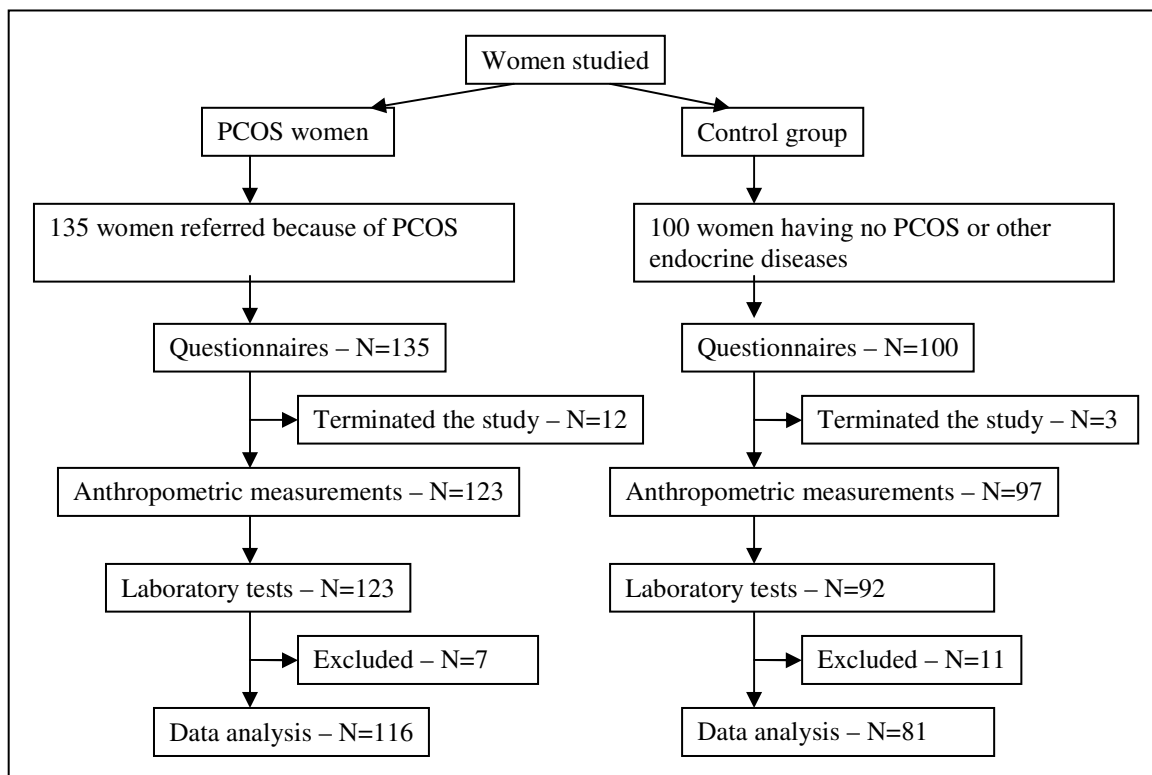 Women studied
PCOS women
Control group
135 women referred because of PCOS
100 women having no PCOS or other
endocrine diseases
Questionnaires – N=135
Questionnaires – N=100
Terminated the study – N=12
Terminated the study – N=3
Anthropometric measurements – N=123
Anthropometric measurements – N=97
Laboratory tests – N=123
Laboratory tests – N=92
Excluded – N=7
Excluded – N=11
Data analysis – N=116
Data analysis – N=81